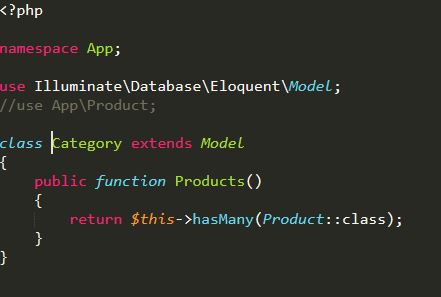 <?php
namespace App;
use Illuminate\Database\Eloquent\Model;
//use App\Product;
class Category extends Model
{
    public function Products()
    {
        return $this->hasMany(Product::class);
    }
}